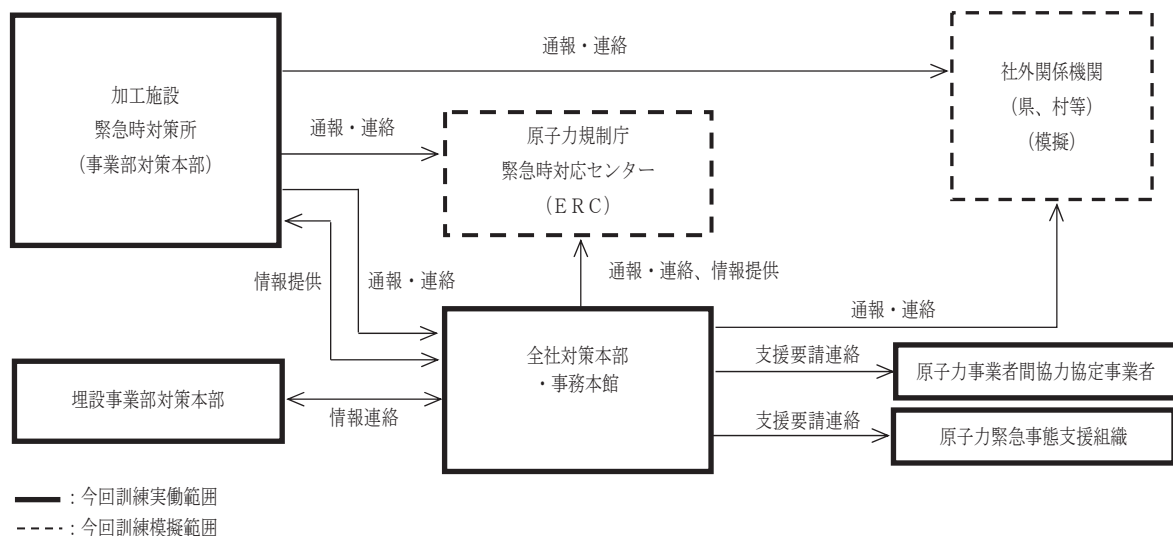 通報・連絡
加工施設
緊急時対策所
(事業部対策本部)
社外関係機関
(県、村等)
(模擬)
通報・連絡
原子力規制庁
緊急時対応センター
(ERC)
情報提供
通報・連絡
通報・連絡、情報提供
通報・連絡
全社対策本部
・事務本館
支援要請連絡
原子力事業者間協力協定事業者
埋設事業部対策本部
情報連絡
支援要請連絡
原子力緊急事態支援組織
:今回訓練実働範囲
:今回訓練模擬範囲